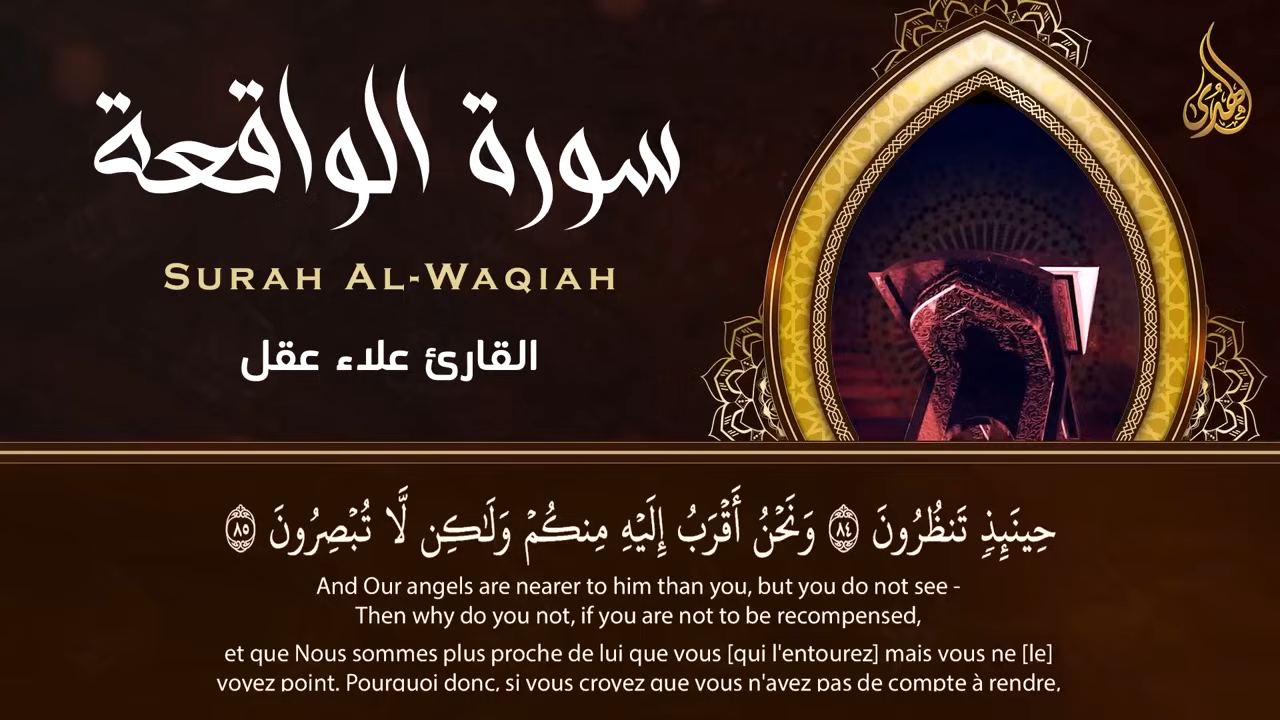 سورة الواقعة
هدى
SURAH AL-WAQIAH
القارئ علاء عقل
حِينَئِذٍ تَنظُرُونَ ٨٤ وَنَحْنُ أَقْرَبُ إِلَيْهِ مِنكُمْ وَلَٰكِن لَّا تُبْصِرُونَ ٨٥
And Our angels are nearer to him than you, but you do not see -
Then why do you not, if you are not to be recompensed,
et que Nous sommes plus proche de lui que vous [qui l'entourez] mais vous ne [le]
voyez point. Pourquoi donc, si vous croyez que vous n'avez pas de compte à rendre,